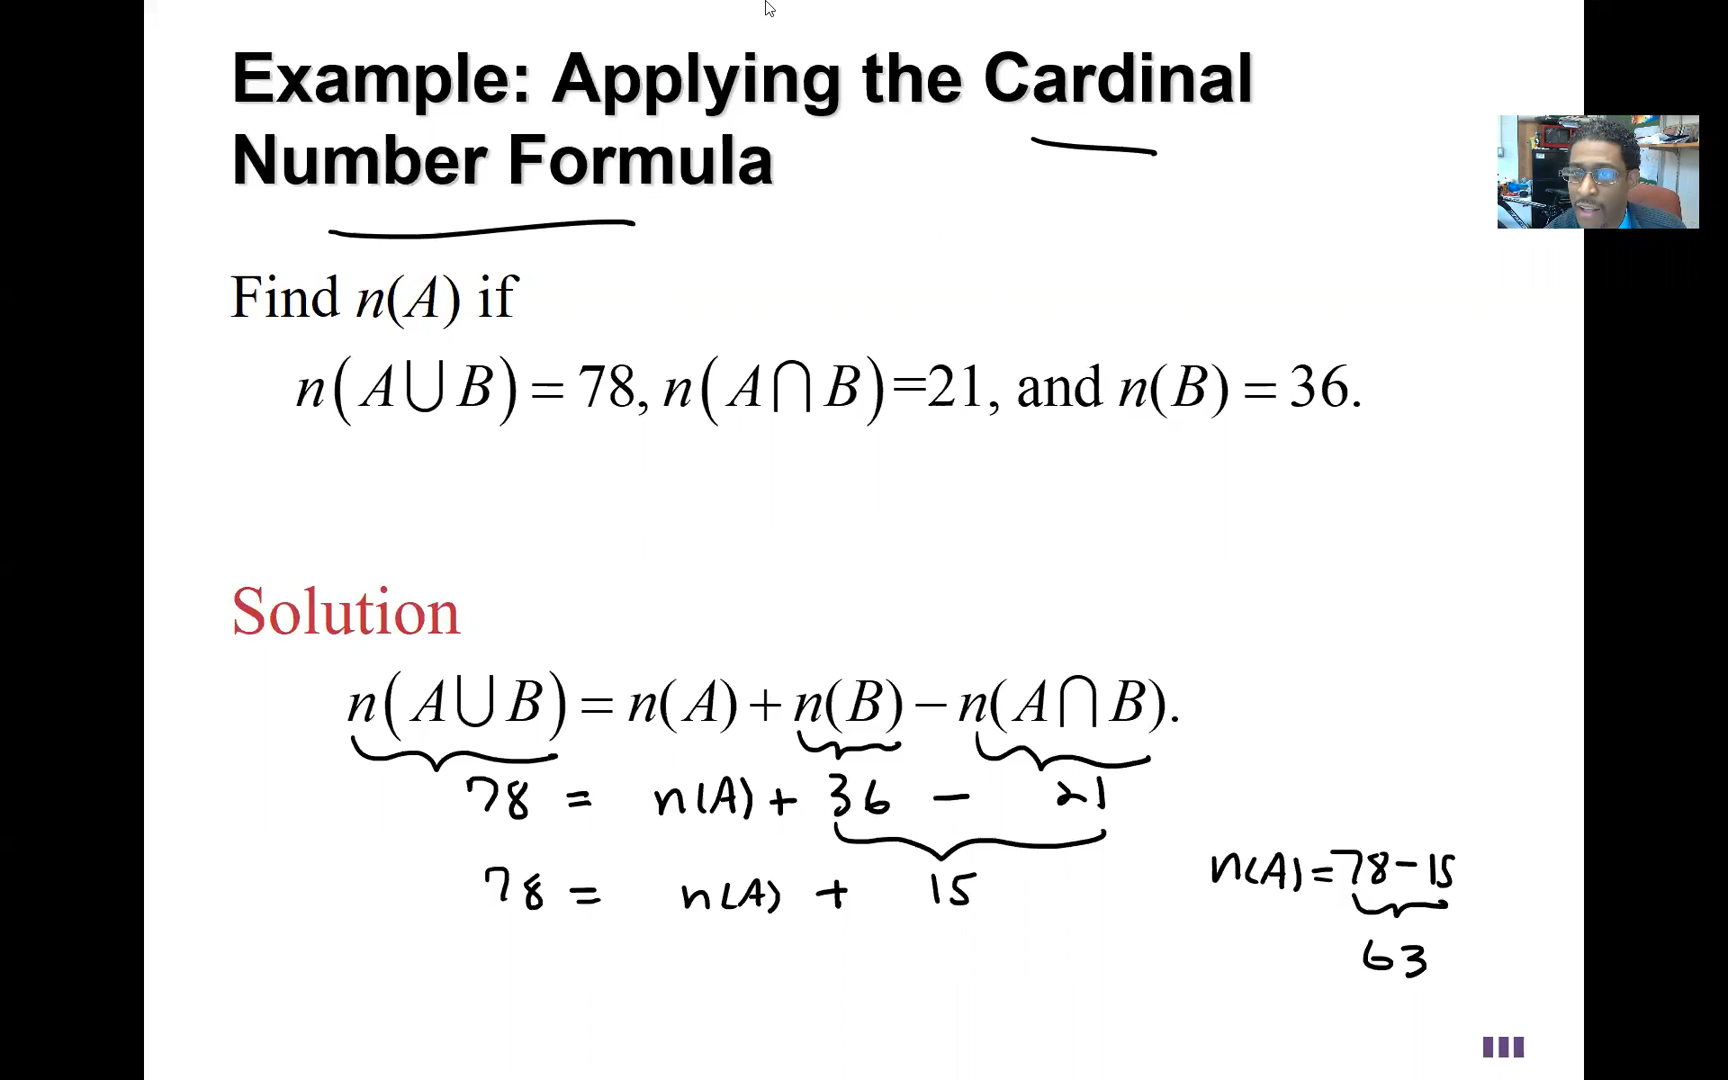 Example: Applying the Cardinal
Number Formula
Find n(A) if
n(A⋃B) = 78, n(A⋂B)=21, and n(B) = 36.
Solution
n(A⋃B) = n(A) + n(B) − n(A⋂B).
78 = n(A) + 36 − 21
78 = n(A) + 15
n(A) = 78 − 15
63